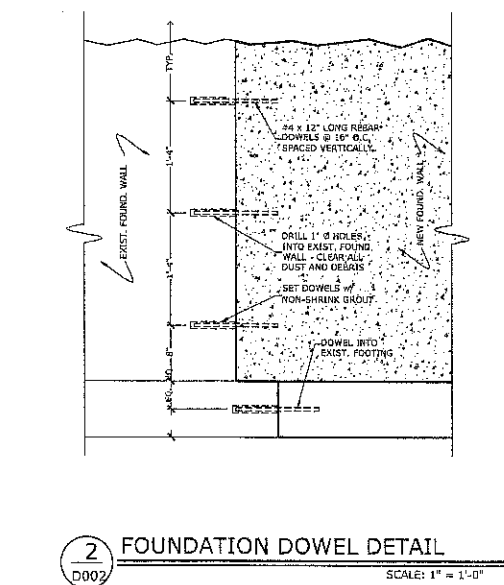 TYP.
#4 x 12" LONG REBAR
DOWELS @ 16" O.C.
SPACED VERTICALLY
1'-4"
EXIST. FOUND. WALL
NEW FOUND. WALL
DRILL 1" Ø HOLES
INTO EXIST. FOUND.
WALL - CLEAR ALL
DUST AND DEBRIS
1'-4"
SET DOWELS W/
NON-SHRINK GROUT
8"
DOWEL INTO
EXIST. FOOTING
EQ.
EQ.
2
D002
FOUNDATION DOWEL DETAIL
SCALE: 1" = 1'-0"